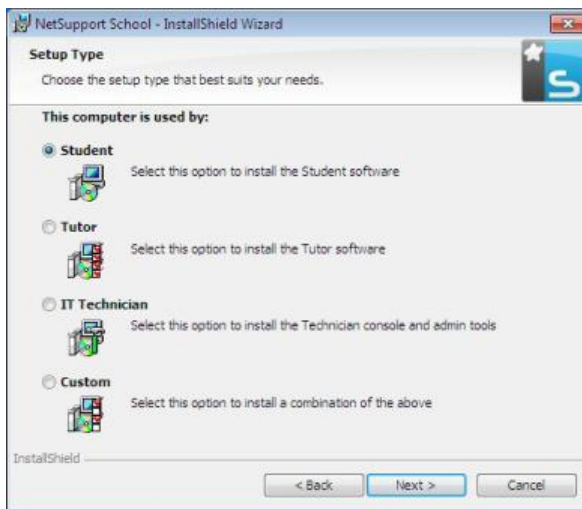 NetSupport School - InstallShield Wizard
Setup Type
Choose the setup type that best suits your needs.
S
This computer is used by:
Student
Select this option to install the Student software
Tutor
Select this option to install the Tutor software
IT Technician
Select this option to install the Technician console and admin tools
Custom
Select this option to install a combination of the above
InstallShield
< Back Next > Cancel